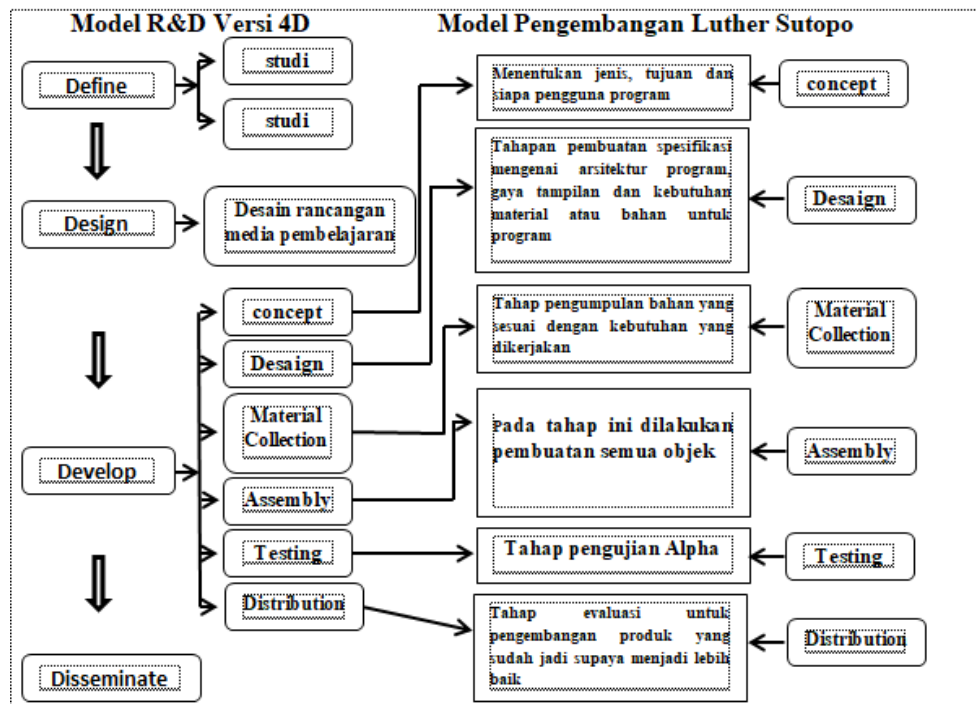 Model R&D Versi 4D
Model Pengembangan Luther Sutopo
Define
studi
studi
Design
Desain rancangan
media pembelajaran
Develop
concept
Desaign
Material
Collection
Assembly
Testing
Distribution
Disseminate
Menentukan jenis, tujuan dan
siapa pengguna program
concept
Tahapan pembuatan spesifikasi
mengenai arsitektur program,
gaya tampilan dan kebutuhan
material atau bahan untuk
program
Desaign
Tahap pengumpulan bahan yang
sesuai dengan kebutuhan yang
dikerjakan
Material
Collection
Pada tahap ini dilakukan
pembuatan semua objek
Assembly
Tahap pengujian Alpha
Testing
Tahap evaluasi untuk
pengembangan produk yang
sudah jadi supaya menjadi lebih
baik
Distribution